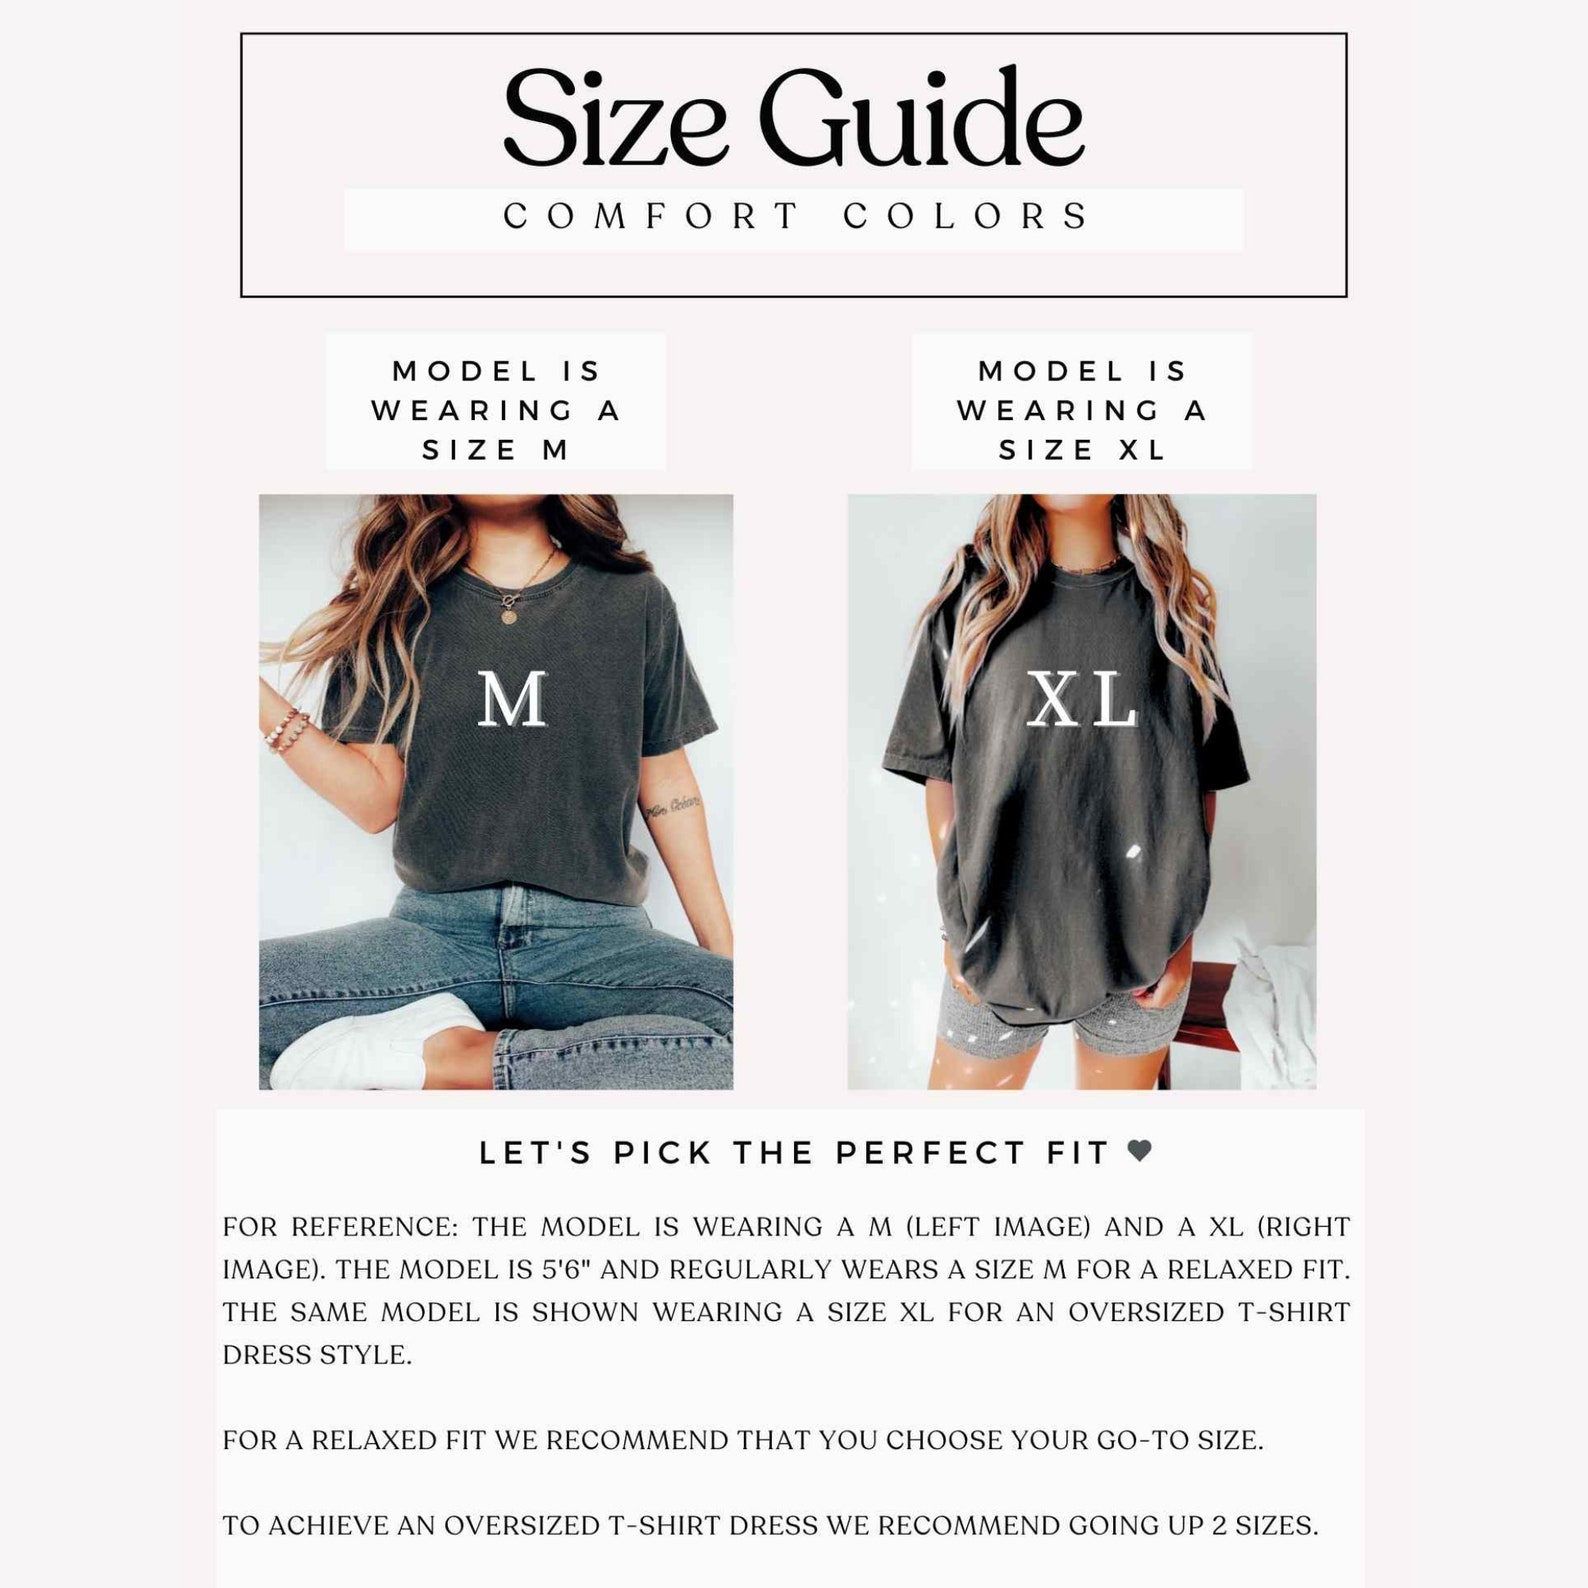 Size Guide
COMFORT COLORS
MODEL IS
WEARING A
SIZE M
MODEL IS
WEARING A
SIZE XL
M
XL
LET'S PICK THE PERFECT FIT
FOR REFERENCE: THE MODEL IS WEARING A M (LEFT IMAGE) AND A XL (RIGHT
IMAGE). THE MODEL IS 5'6" AND REGULARLY WEARS A SIZE M FOR A RELAXED FIT.
THE SAME MODEL IS SHOWN WEARING A SIZE XL FOR AN OVERSIZED T-SHIRT
DRESS STYLE.
FOR A RELAXED FIT WE RECOMMEND THAT YOU CHOOSE YOUR GO-TO SIZE.
TO ACHIEVE AN OVERSIZED T-SHIRT DRESS WE RECOMMEND GOING UP 2 SIZES.